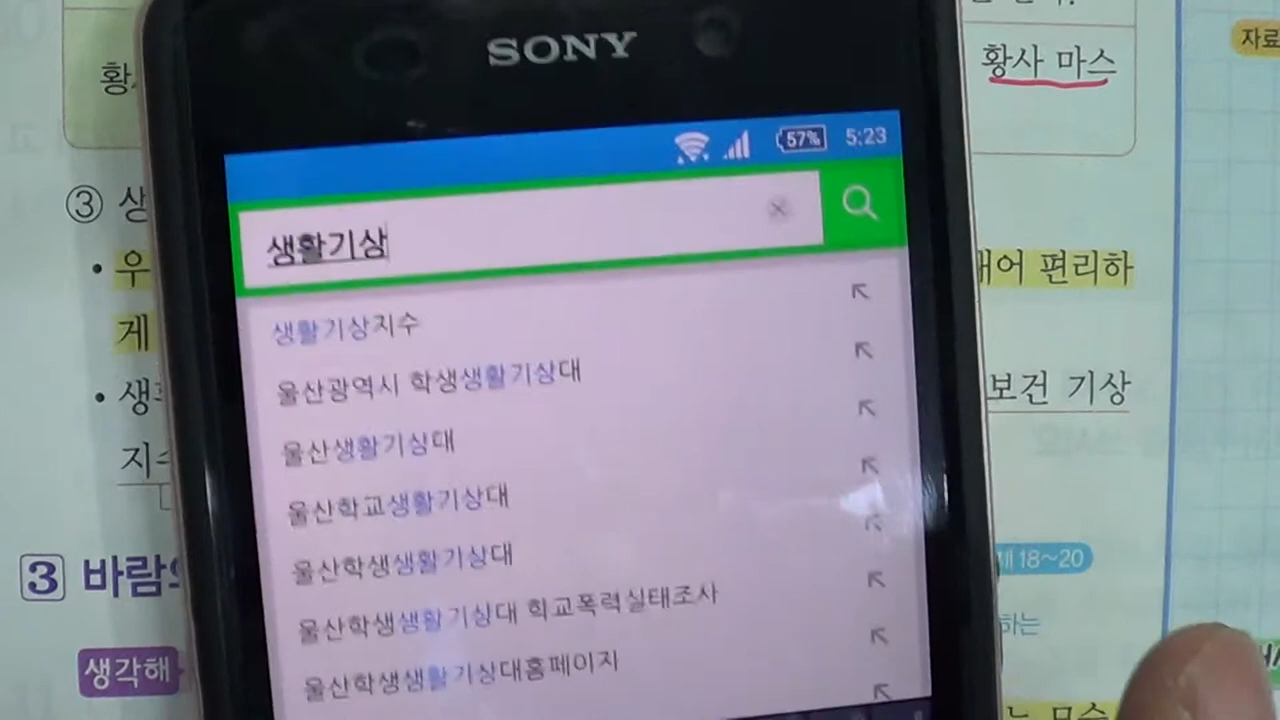 SONY
57% 5:23
생활기상
생활기상지수
울산광역시 학생생활기상대
울산생활기상대
울산학교생활기상대
울산학생생활기상대
울산학생생활기상대 학교폭력실태조사
울산학생생활기상대홈페이지
황사 마스
자료
③
• 우
편리하
게
•
보건 기상
3 바람
18~20
하는
생각해